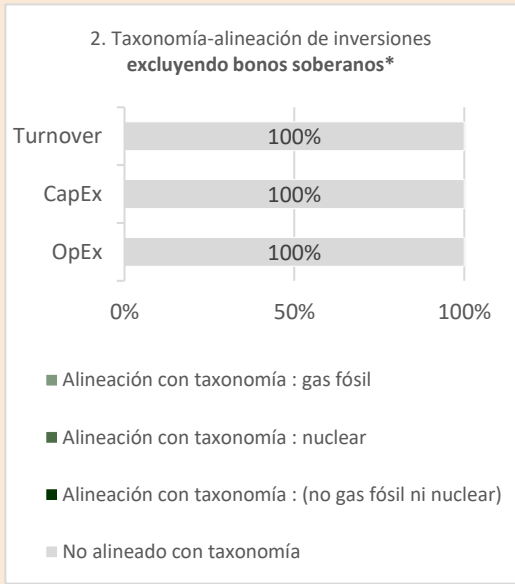 2. Taxonomía-alineación de inversiones
excluyendo bonos soberanos*
Turnover 100%
CapEx 100%
OpEx 100%
0% 50% 100%
Alineación con taxonomía : gas fósil
Alineación con taxonomía : nuclear
Alineación con taxonomía : (no gas fósil ni nuclear)
No alineado con taxonomía